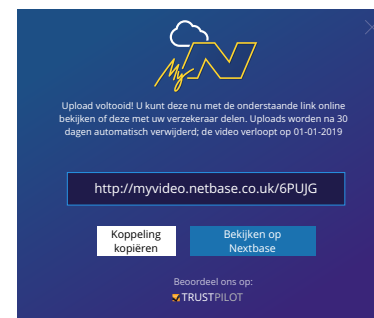 MyN
Upload voltooid! U kunt deze nu met de onderstaande link online
bekijken of deze met uw verzekeraar delen. Uploads worden na 30
dagen automatisch verwijderd; de video verloopt op 01-01-2019
http://myvideo.netbase.co.uk/6PUJG
Koppeling
kopiëren
Bekijken op
Nextbase
Beoordeel ons op:
TRUSTPILOT